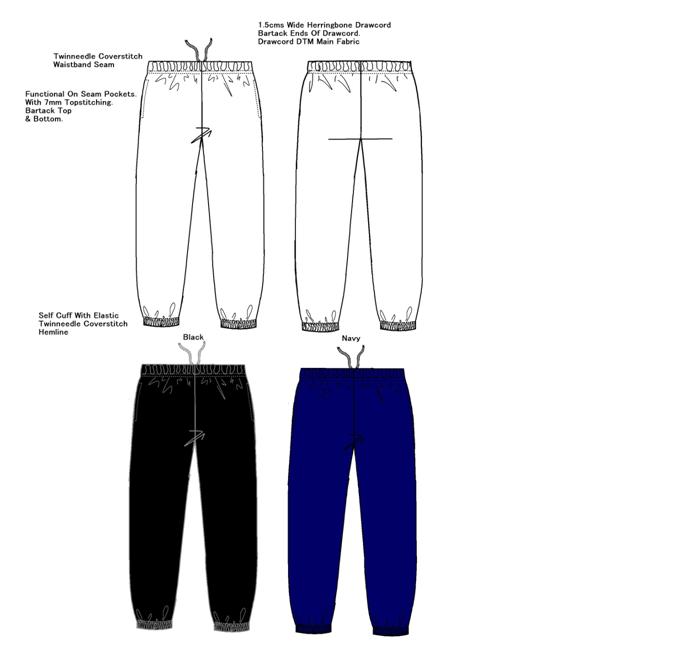 1.5cms Wide Herringbone Drawcord
Bartack Ends Of Drawcord.
Drawcord DTM Main Fabric
Twinneedle Coverstitch
Waistband Seam
Functional On Seam Pockets.
With 7mm Topstitching.
Bartack Top
& Bottom.
Self Cuff With Elastic
Twinneedle Coverstitch
Hemline
Black
Navy